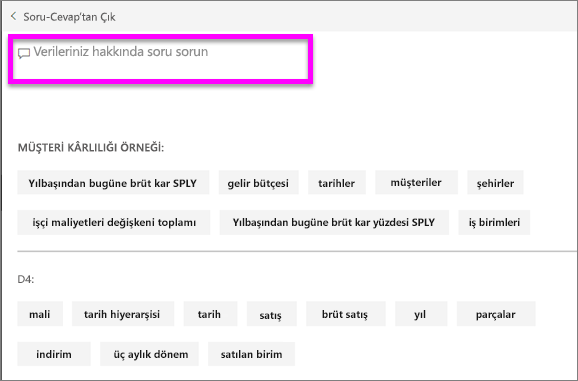 Soru-Cevap'tan Çık
Verileriniz hakkında soru sorun
MÜŞTERİ KÂRLILIĞI ÖRNEĞİ:
Yılbaşından bugüne brüt kar SPLY gelir bütçesi tarihler müşteriler şehirler
işçi maliyetleri değişkeni toplamı Yılbaşından bugüne brüt kar yüzdesi SPLY iş birimleri
D4:
mali tarih hiyerarşisi tarih satış brüt satış yıl parçalar
indirim üç aylık dönem satılan birim